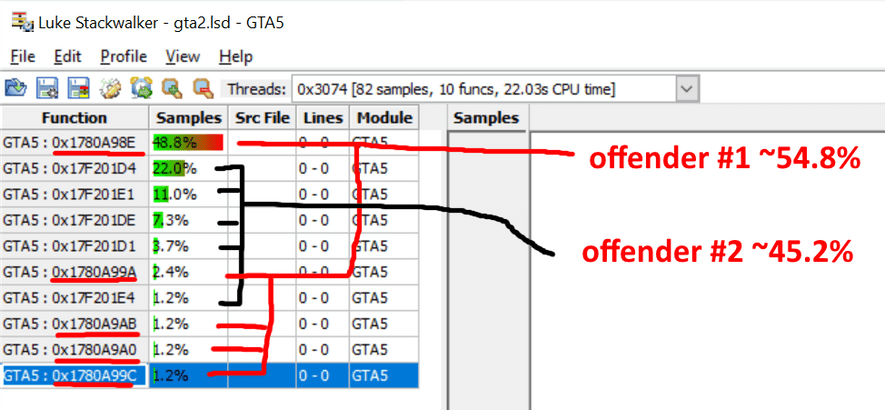 Luke Stackwalker - gta2.lsd - GTA5
File Edit Profile View Help
Threads: 0x3074 [82 samples, 10 funcs, 22.03s CPU time]
Function Samples Src File Lines Module Samples
GTA5 : 0x1780A98E 48.8% 0 - 0 GTA5
offender #1 ~54.8%
GTA5 : 0x17F201D4 22.0% 0 - 0 GTA5
GTA5 : 0x17F201E1 11.0% 0 - 0 GTA5
GTA5 : 0x17F201DE 7.3% 0 - 0 GTA5
GTA5 : 0x17F201D1 3.7% 0 - 0 GTA5
offender #2 ~45.2%
GTA5 : 0x1780A99A 2.4% 0 - 0 GTA5
GTA5 : 0x17F201E4 1.2% 0 - 0 GTA5
GTA5 : 0x1780A9AB 1.2% 0 - 0 GTA5
GTA5 : 0x1780A9A0 1.2% 0 - 0 GTA5
GTA5 : 0x1780A99C 1.2% 0 - 0 GTA5